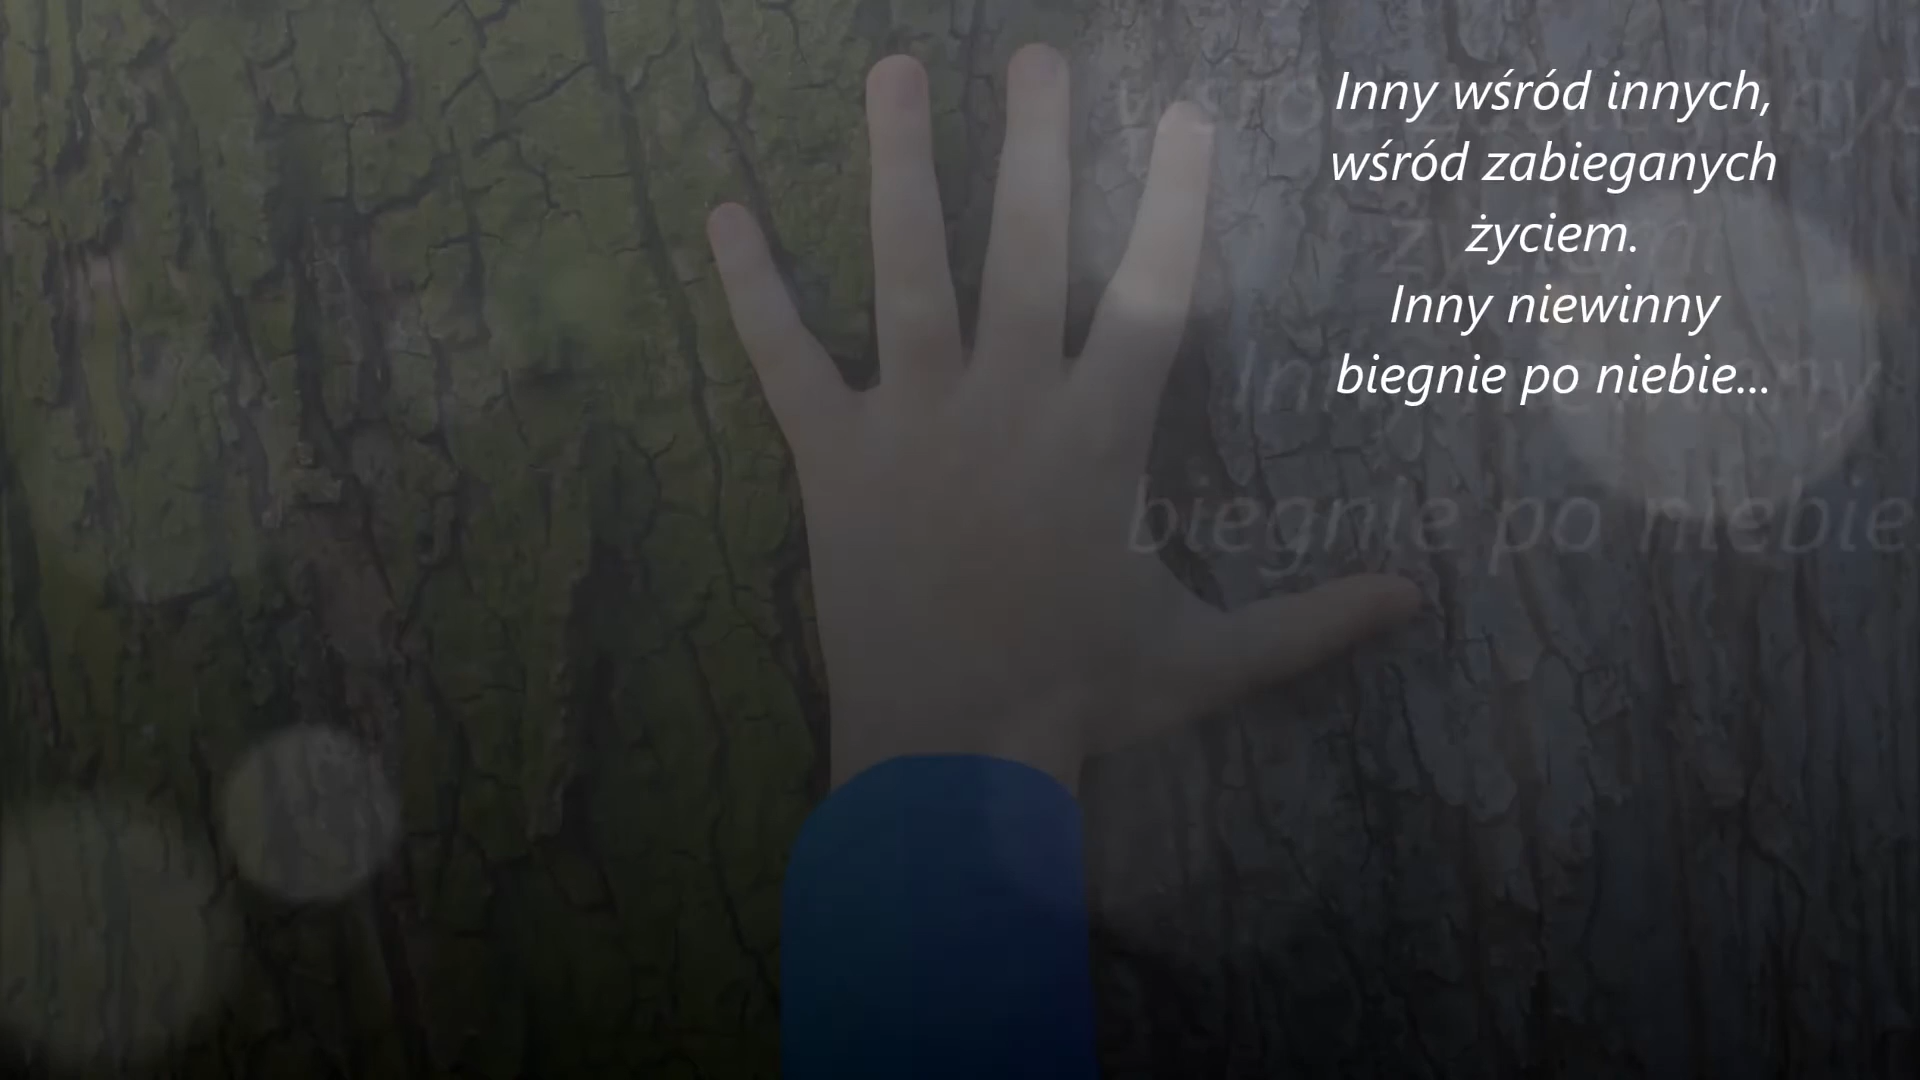 Inny wśród innych,
wśród zabieganych
życiem.
Inny niewinny
biegnie po niebie...